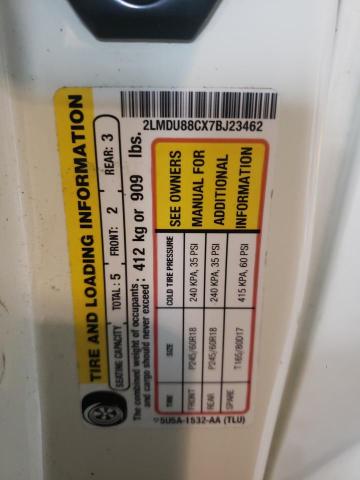 2LMDU88CX7BJ23462
TIRE AND LOADING INFORMATION
SEATING CAPACITY TOTAL: 5 FRONT: 2 REAR: 3
The combined weight of occupants
and cargo should never exceed: 412 kg or 909 lbs.
TIRE SIZE COLD TIRE PRESSURE SEE OWNERS
FRONT P245/60R18 240 KPA, 35 PSI MANUAL FOR
REAR P245/60R18 240 KPA, 35 PSI ADDITIONAL
SPARE T165/80D17 415 KPA, 60 PSI INFORMATION
5U5A-1532-AA (TLU)